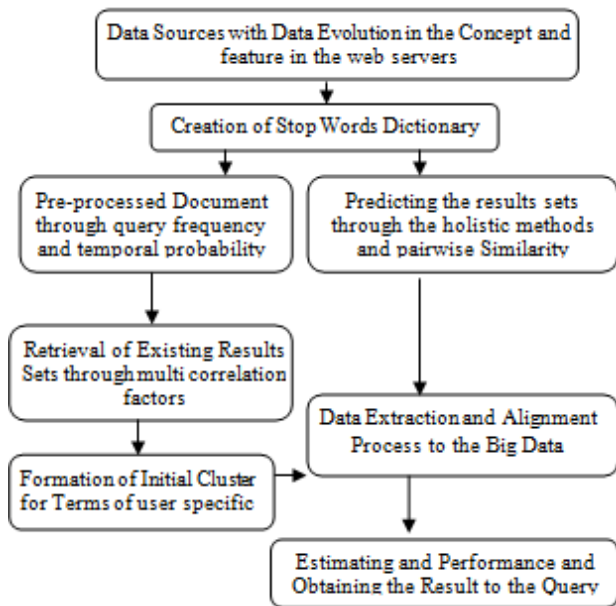 Data Sources with Data Evolution in the Concept and
feature in the web servers
Creation of Stop Words Dictionary
Pre-processed Document
through query frequency
and temporal probability
Predicting the results sets
through the holistic methods
and pairwise Similarity
Retrieval of Existing Results
Sets through multi correlation
factors
Data Extraction and Alignment
Process to the Big Data
Formation of Initial Cluster
for Terms of user specific
Estimating and Performance and
Obtaining the Result to the Query